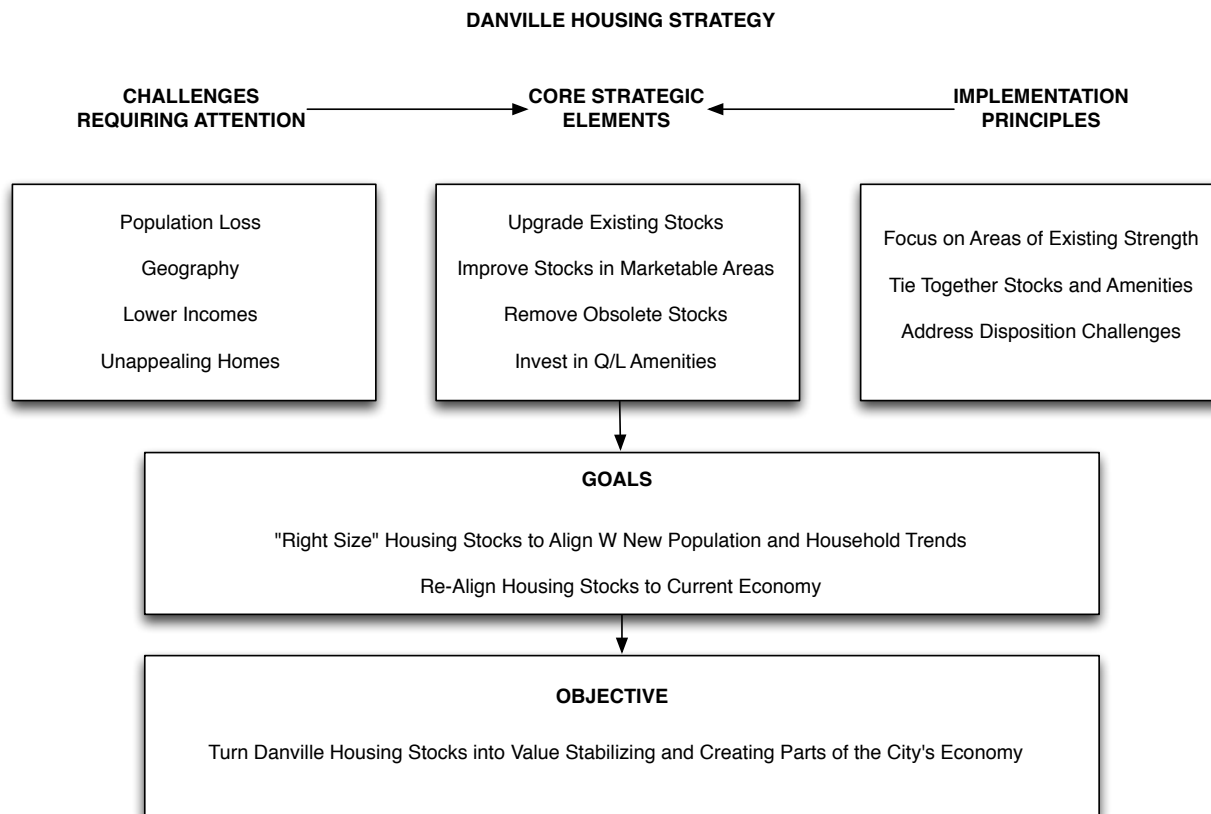 DANVILLE HOUSING STRATEGY
CHALLENGES
REQUIRING ATTENTION
CORE STRATEGIC
ELEMENTS
IMPLEMENTATION
PRINCIPLES
Population Loss
Geography
Lower Incomes
Unappealing Homes
Upgrade Existing Stocks
Improve Stocks in Marketable Areas
Remove Obsolete Stocks
Invest in Q/L Amenities
Focus on Areas of Existing Strength
Tie Together Stocks and Amenities
Address Disposition Challenges
GOALS
"Right Size" Housing Stocks to Align W New Population and Household Trends
Re-Align Housing Stocks to Current Economy
OBJECTIVE
Turn Danville Housing Stocks into Value Stabilizing and Creating Parts of the City's Economy